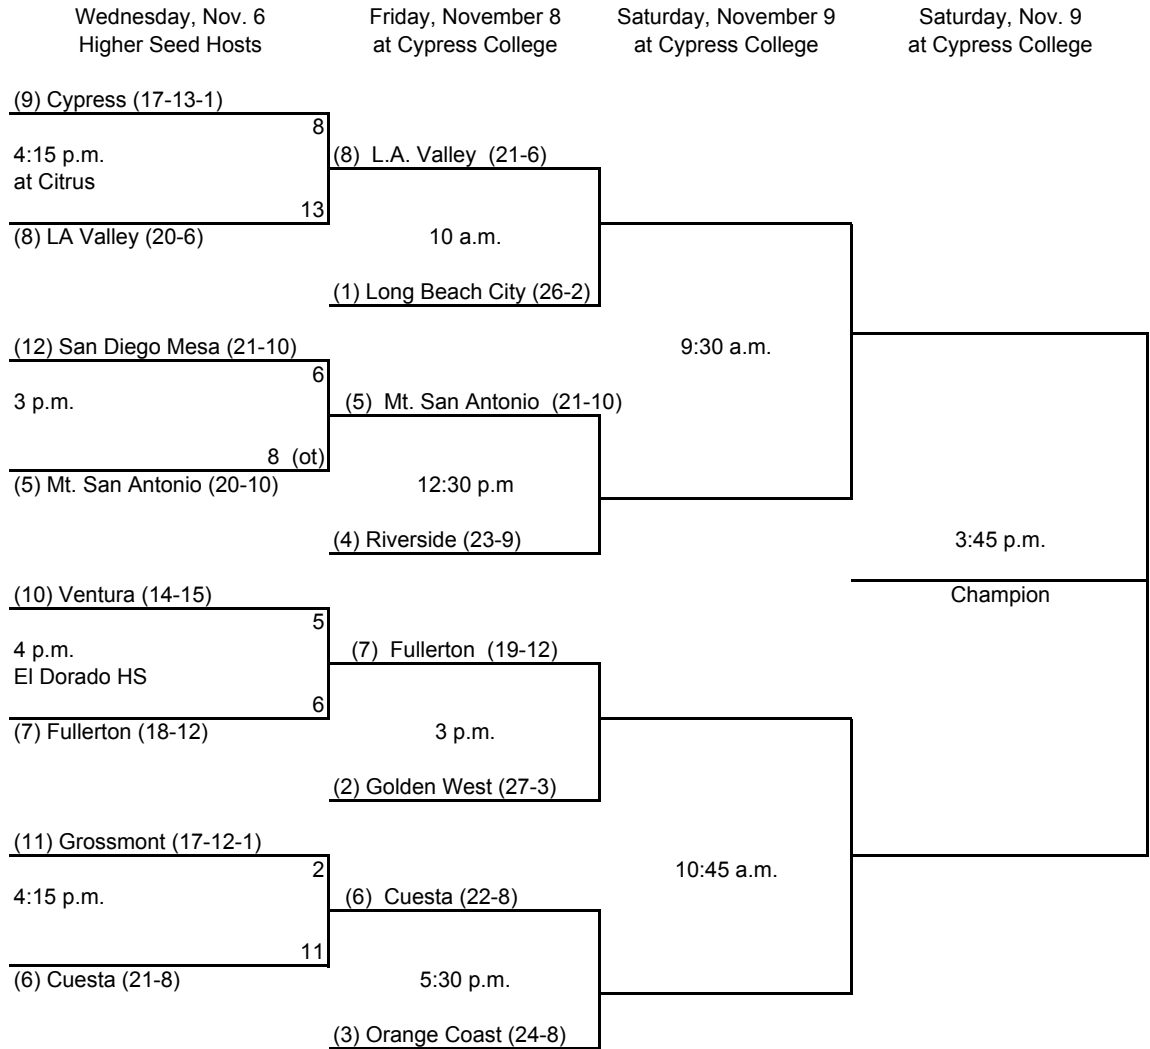 Wednesday, Nov. 6
Higher Seed Hosts
Friday, November 8
at Cypress College
Saturday, November 9
at Cypress College
Saturday, Nov. 9
at Cypress College
(9) Cypress (17-13-1)
8
4:15 p.m.
at Citrus
13
(8) LA Valley (20-6)
(8) L.A. Valley (21-6)
10 a.m.
(1) Long Beach City (26-2)
(12) San Diego Mesa (21-10)
6
3 p.m.
8 (ot)
(5) Mt. San Antonio (20-10)
(5) Mt. San Antonio (21-10)
12:30 p.m
(4) Riverside (23-9)
9:30 a.m.
(10) Ventura (14-15)
5
4 p.m.
El Dorado HS
6
(7) Fullerton (18-12)
(7) Fullerton (19-12)
3 p.m.
(2) Golden West (27-3)
(11) Grossmont (17-12-1)
2
4:15 p.m.
11
(6) Cuesta (21-8)
(6) Cuesta (22-8)
5:30 p.m.
(3) Orange Coast (24-8)
10:45 a.m.
3:45 p.m.
Champion